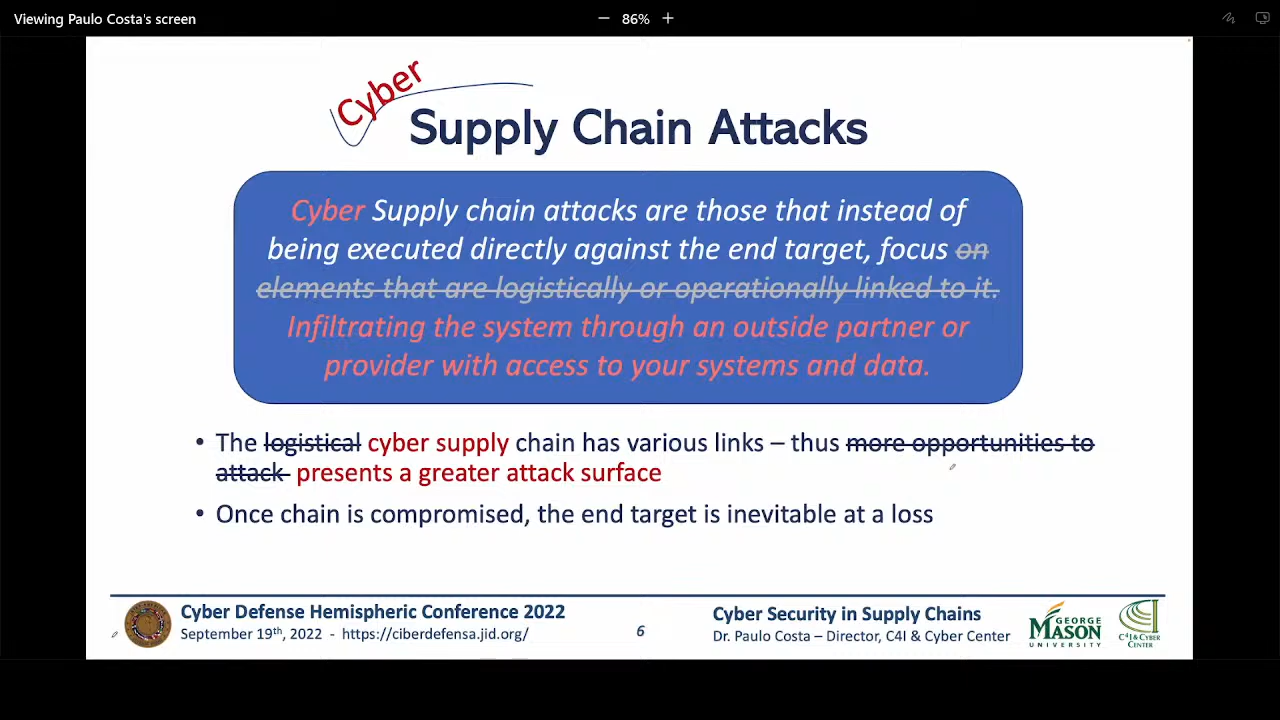 Viewing Paulo Costa's screen
86%
Cyber
Supply Chain Attacks
Cyber Supply chain attacks are those that instead of
being executed directly against the end target, focus on
elements that are logistically or operationally linked to it.
Infiltrating the system through an outside partner or
provider with access to your systems and data.
• The logistical cyber supply chain has various links – thus more opportunities to
attack presents a greater attack surface
• Once chain is compromised, the end target is inevitable at a loss
Cyber Defense Hemispheric Conference 2022
September 19th, 2022 - https://ciberdefensa.jid.org/
6
Cyber Security in Supply Chains
Dr. Paulo Costa – Director, C4I & Cyber Center
GEORGE
MASON
UNIVERSITY
C4I & CYBER
CENTER